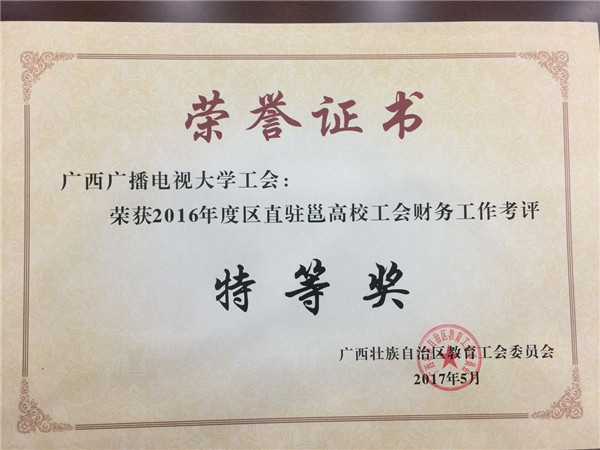 荣誉证书
广西广播电视大学工会：
荣获2016年度区直驻邕高校工会财务工作考评
特等奖
广西壮族自治区教育工会委员会
2017年5月